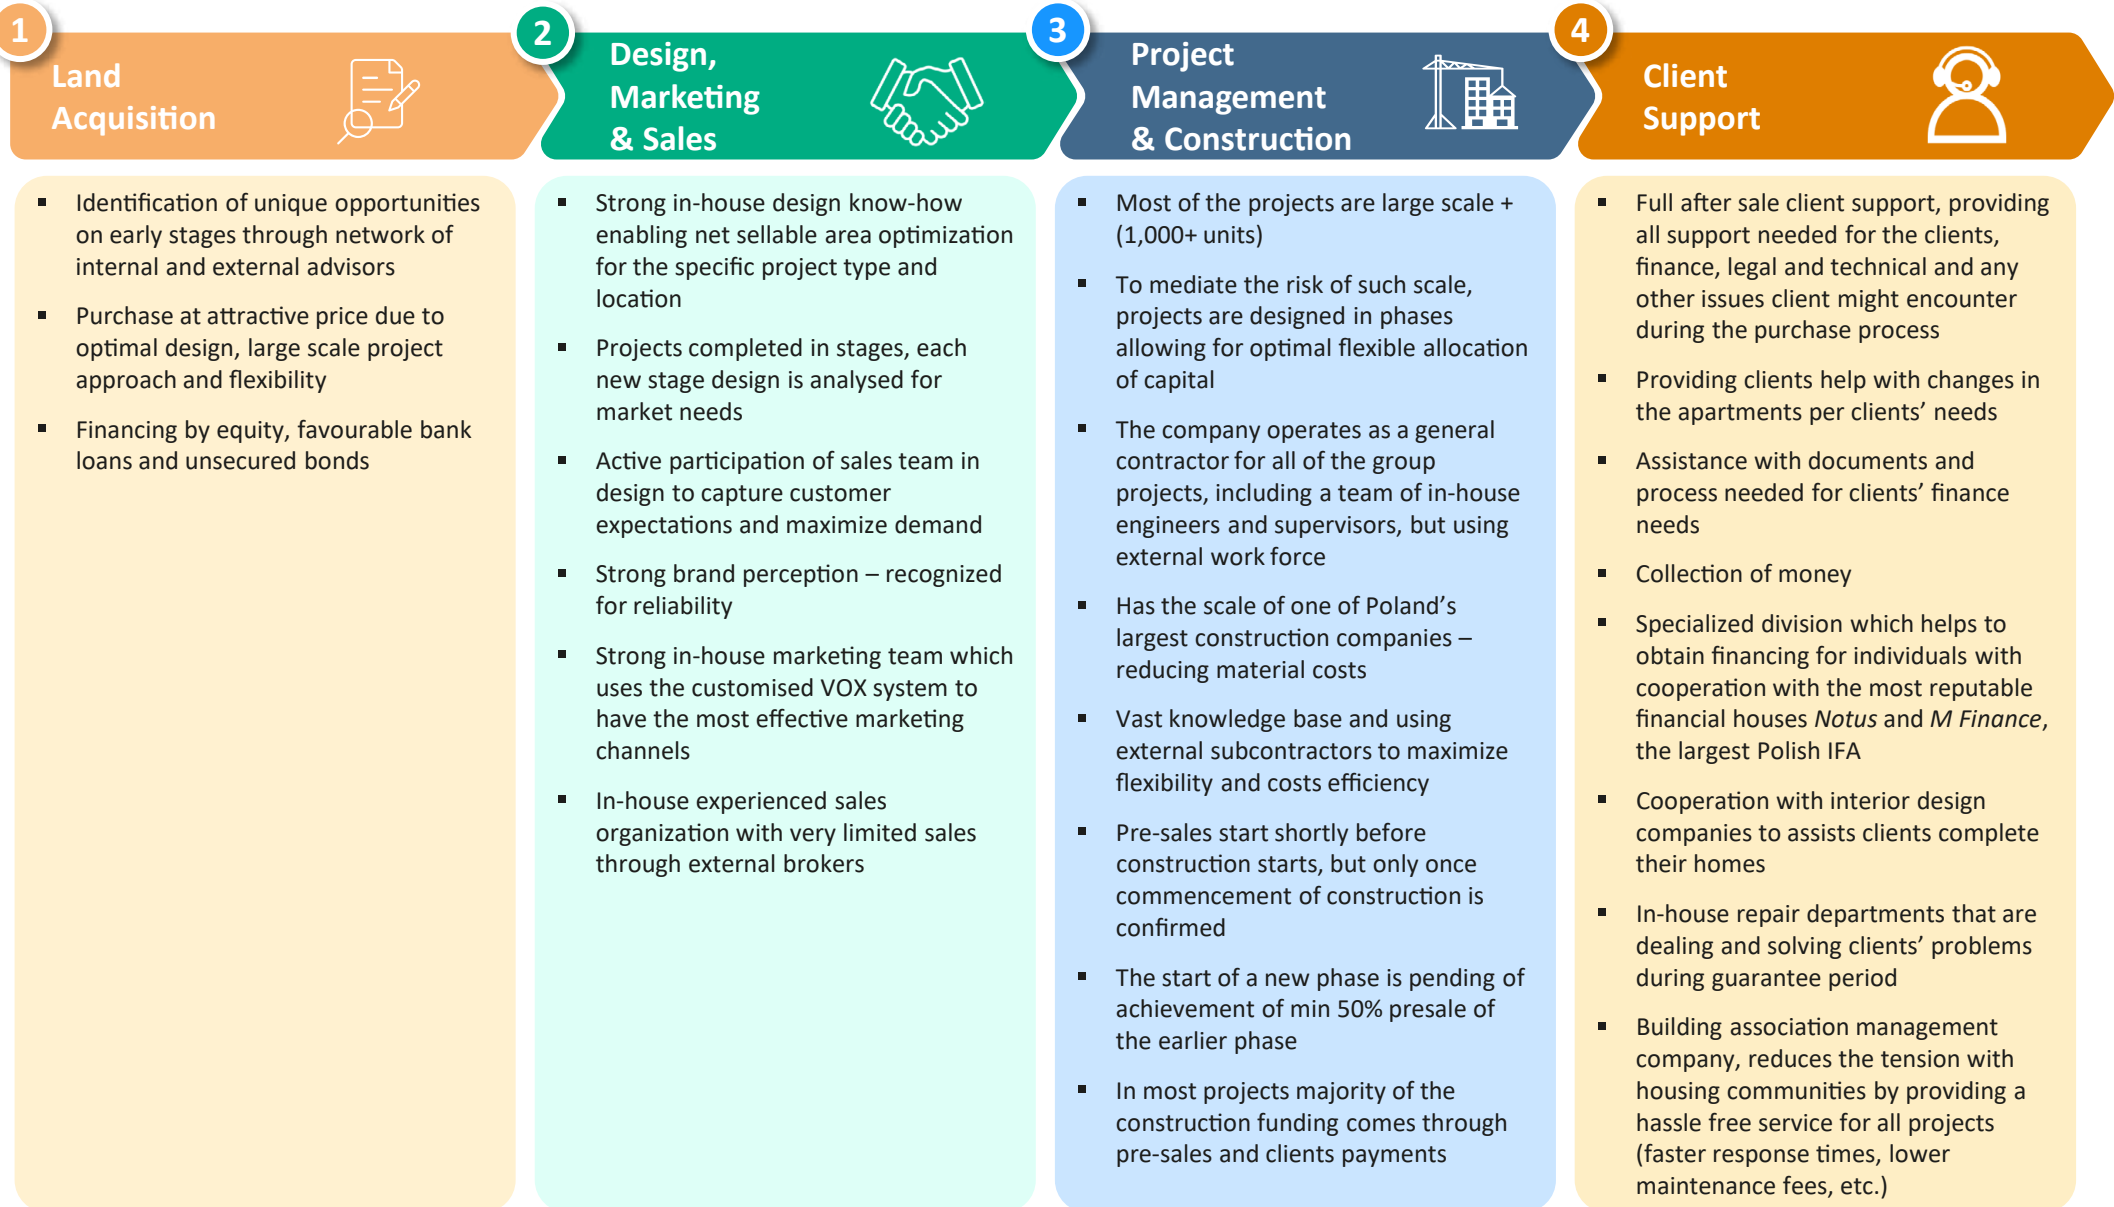 1
Land
Acquisition
▪ Identification of unique opportunities
on early stages through network of
internal and external advisors
▪ Purchase at attractive price due to
optimal design, large scale project
approach and flexibility
▪ Financing by equity, favourable bank
loans and unsecured bonds
2
Design,
Marketing
& Sales
▪ Strong in-house design know-how
enabling net sellable area optimization
for the specific project type and
location
▪ Projects completed in stages, each
new stage design is analysed for
market needs
▪ Active participation of sales team in
design to capture customer
expectations and maximize demand
▪ Strong brand perception – recognized
for reliability
▪ Strong in-house marketing team which
uses the customised VOX system to
have the most effective marketing
channels
▪ In-house experienced sales
organization with very limited sales
through external brokers
3
Project
Management
& Construction
▪ Most of the projects are large scale +
(1,000+ units)
▪ To mediate the risk of such scale,
projects are designed in phases
allowing for optimal flexible allocation
of capital
▪ The company operates as a general
contractor for all of the group
projects, including a team of in-house
engineers and supervisors, but using
external work force
▪ Has the scale of one of Poland’s
largest construction companies –
reducing material costs
▪ Vast knowledge base and using
external subcontractors to maximize
flexibility and costs efficiency
▪ Pre-sales start shortly before
construction starts, but only once
commencement of construction is
confirmed
▪ The start of a new phase is pending of
achievement of min 50% presale of
the earlier phase
▪ In most projects majority of the
construction funding comes through
pre-sales and clients payments
4
Client
Support
▪ Full after sale client support, providing
all support needed for the clients,
finance, legal and technical and any
other issues client might encounter
during the purchase process
▪ Providing clients help with changes in
the apartments per clients’ needs
▪ Assistance with documents and
process needed for clients’ finance
needs
▪ Collection of money
▪ Specialized division which helps to
obtain financing for individuals with
cooperation with the most reputable
financial houses Notus and M Finance,
the largest Polish IFA
▪ Cooperation with interior design
companies to assists clients complete
their homes
▪ In-house repair departments that are
dealing and solving clients’ problems
during guarantee period
▪ Building association management
company, reduces the tension with
housing communities by providing a
hassle free service for all projects
(faster response times, lower
maintenance fees, etc.)